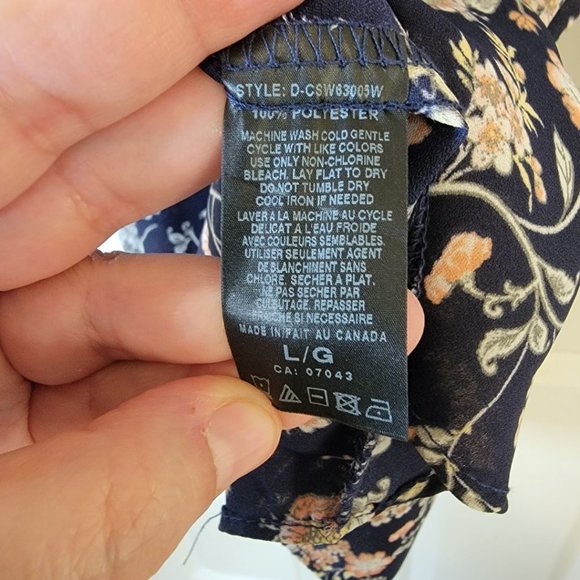 STYLE: D-CSW63005W
100% POLYESTER
MACHINE WASH COLD GENTLE
CYCLE WITH LIKE COLORS
USE ONLY NON-CHLORINE
BLEACH. LAY FLAT TO DRY
DO NOT TUMBLE DRY
COOL IRON IF NEEDED
LAVER A LA MACHINE AU CYCLE
DELICAT A L'EAU FROIDE
AVEC COULEURS SEMBLABLES.
UTILISER SEULEMENT AGENT
DE BLANCHIMENT SANS
CHLORE. SECHER A PLAT.
NE PAS SECHER PAR
CULBUTAGE. REPASSER
FRAICHE SI NECESSAIRE
MADE IN/FAIT AU CANADA
L/G
CA: 07043